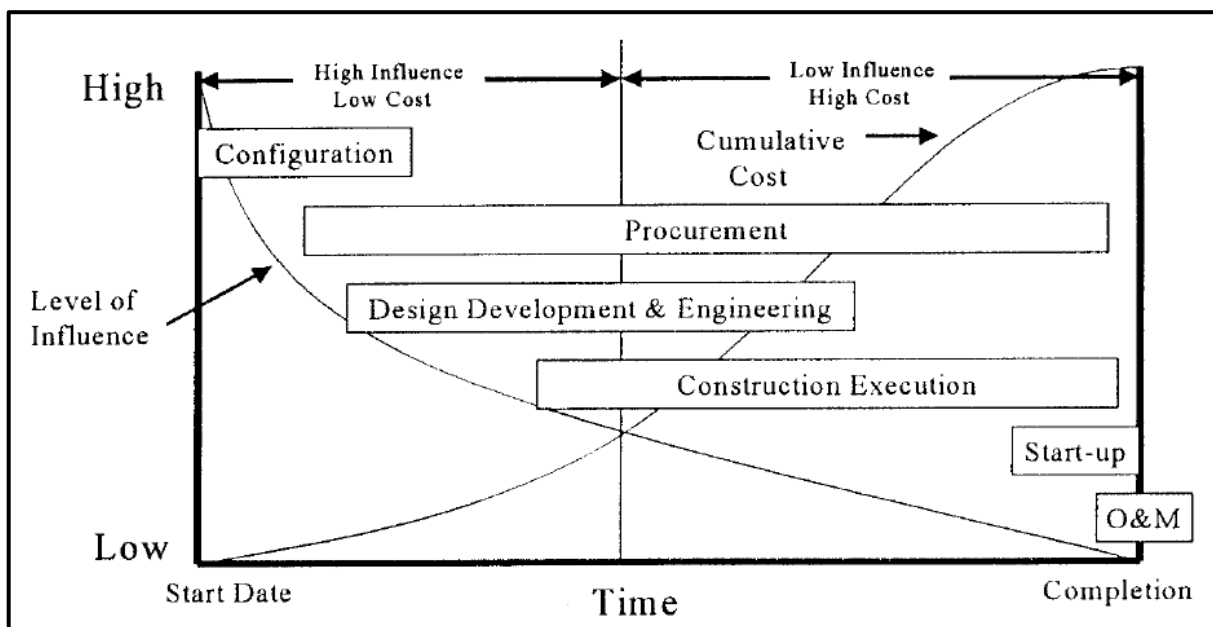 High
High Influence
Low Cost
Low Influence
High Cost
Configuration
Cumulative
Cost
Procurement
Level of
Influence
Design Development & Engineering
Construction Execution
Start-up
O&M
Low
Start Date
Time
Completion